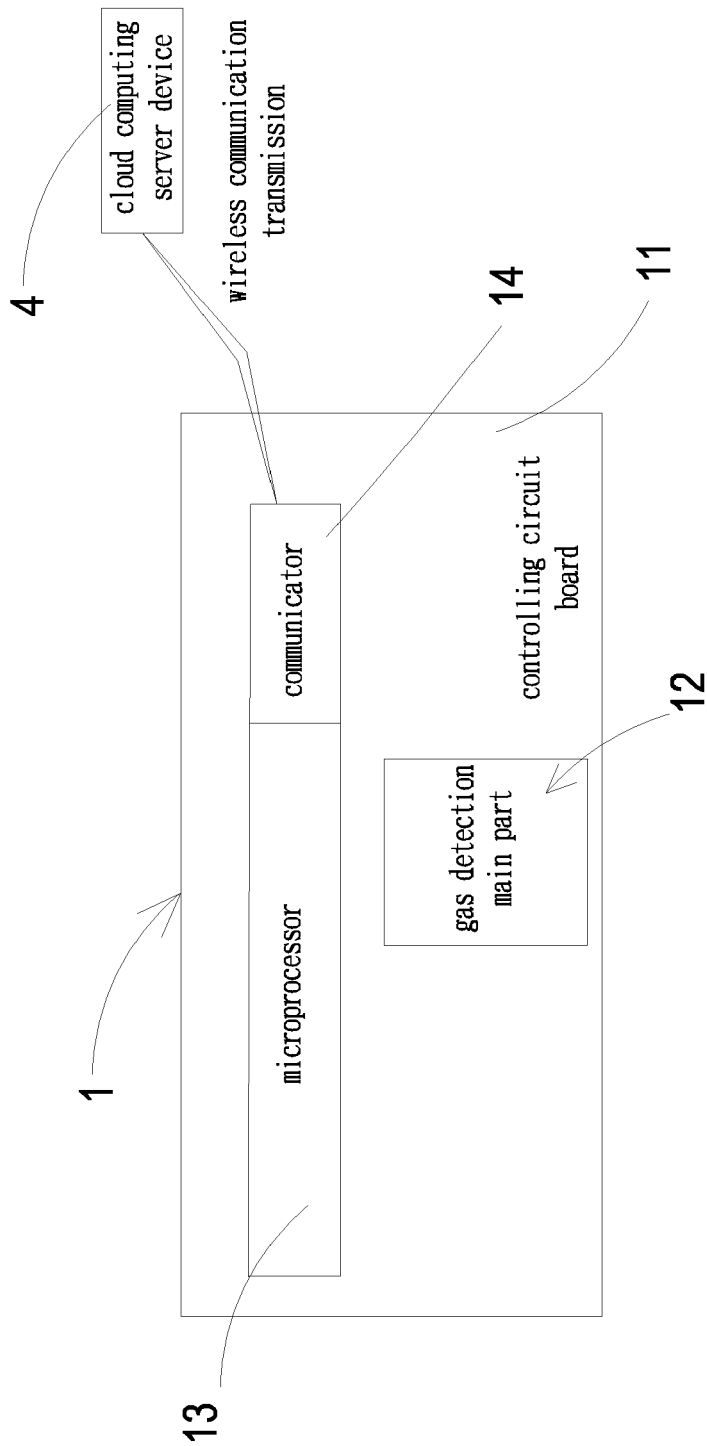 4
cloud computing
server device
wireless communication
transmission
1
13
microprocessor
communicator
14
gas detection
main part
12
controlling circuit
board
11